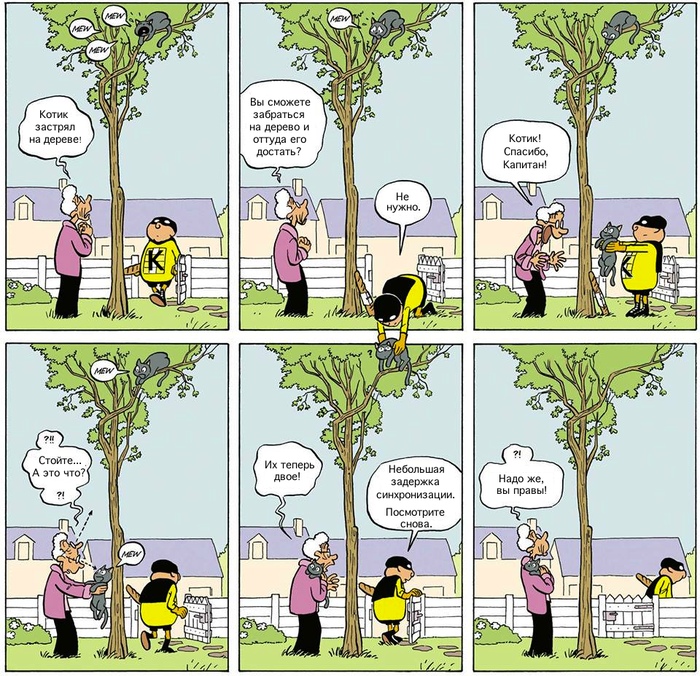 MEW
MEW
MEW
Котик
застрял
на дереве!
K
MEW
Вы сможете
забраться
на дерево и
оттуда его
достать?
Не
нужно.
Котик!
Спасибо,
Капитан!
K
MEW
?!!
Стойте...
А это что?
?!
MEW
?
Их теперь
двое!
Небольшая
задержка
синхронизации.
Посмотрите
снова.
?!
Надо же,
вы правы!